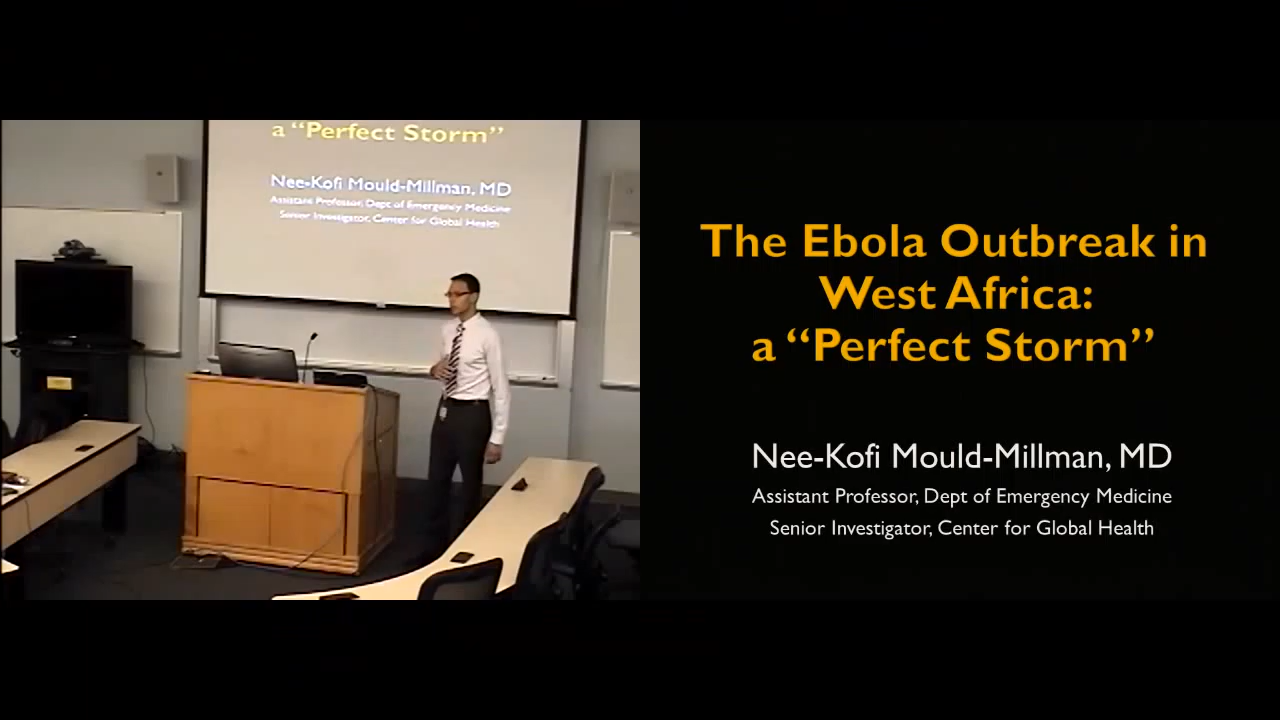 a “Perfect Storm”
Nee-Kofi Mould-Millman, MD
Assistant Professor, Dept of Emergency Medicine
Senior Investigator, Center for Global Health
The Ebola Outbreak in
West Africa:
a “Perfect Storm”
Nee-Kofi Mould-Millman, MD
Assistant Professor, Dept of Emergency Medicine
Senior Investigator, Center for Global Health